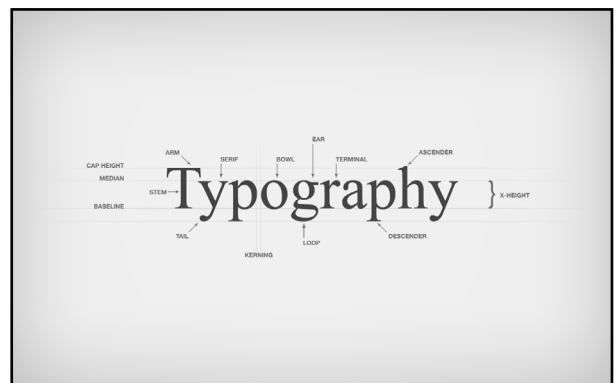 EAR
ARM
SERIF
BOWL
TERMINAL
ASCENDER
CAP HEIGHT
MEDIAN
STEM
Typography
X-HEIGHT
BASELINE
TAIL
LOOP
DESCENDER
KERNING